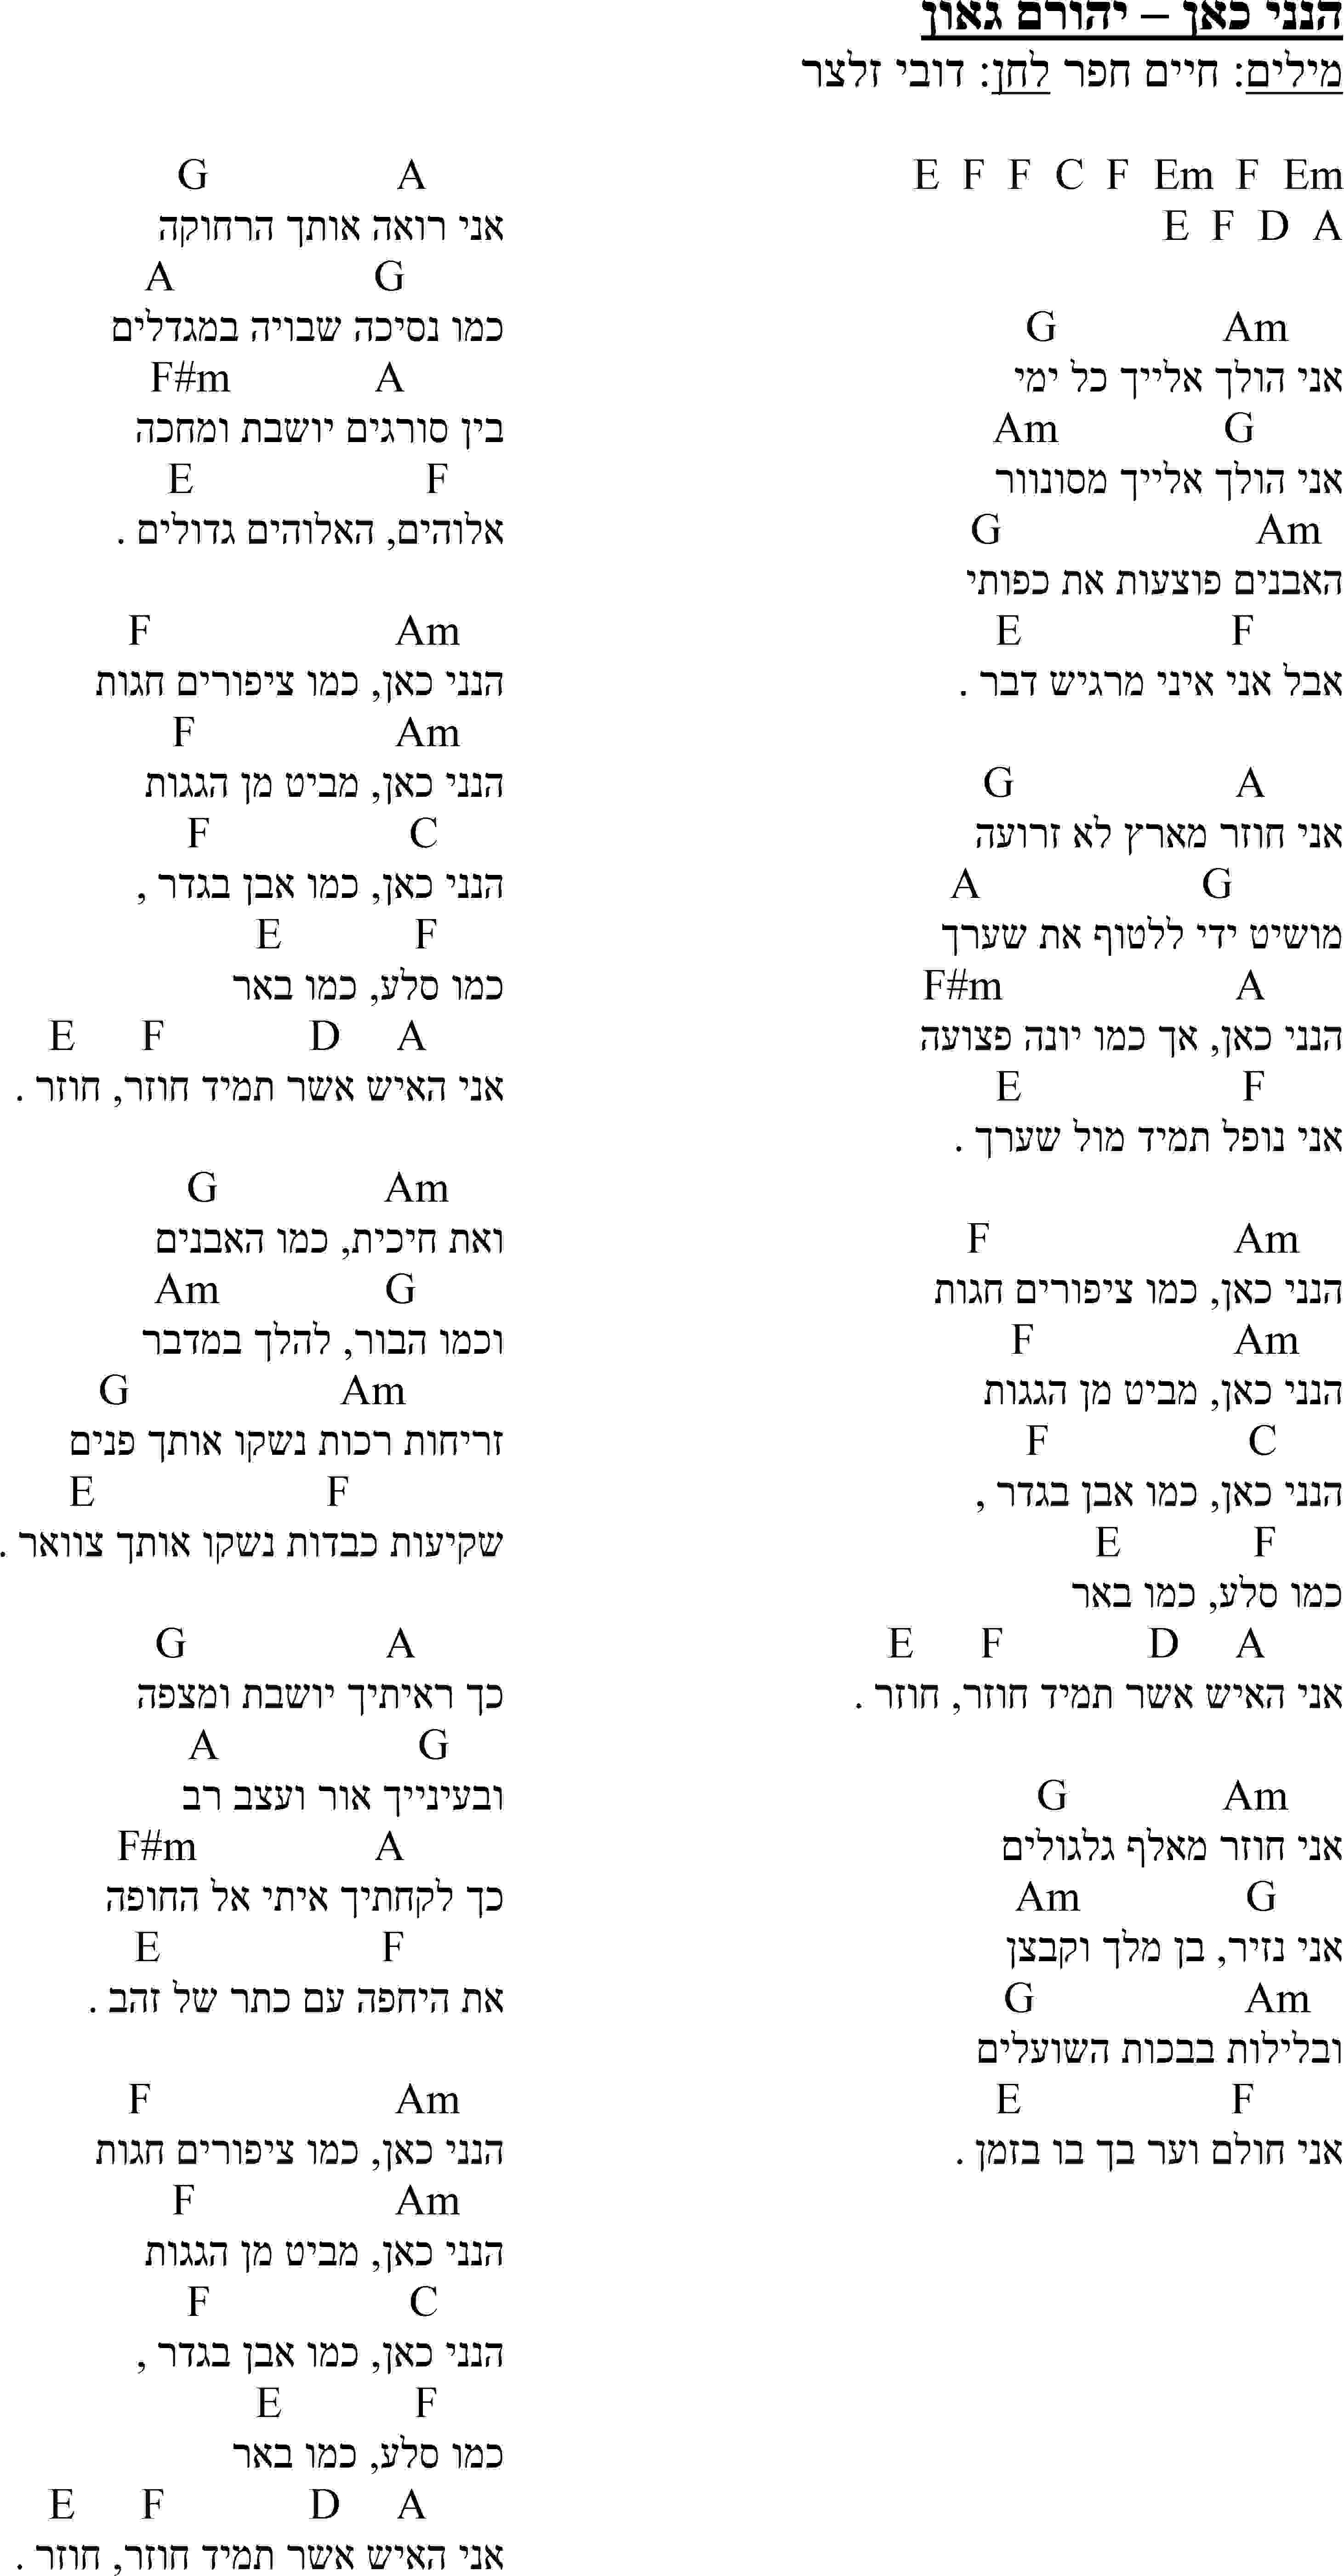 הנני כאן – יהורם גאון
מילים: חיים חפר לחן: דובי זלצר
E F F C F Em F Em
E F D A
G Am
אני הולך אלייך כל ימי
Am G
אני הולך אלייך מסונוור
G Am
האבנים פוצעות את כפותי
E F
אבל אני איני מרגיש דבר .
G A
אני חוזר מארץ לא זרועה
A G
מושיט ידי ללטוף את שערך
F#m A
הנני כאן, אך כמו יונה פצועה
E F
אני נופל תמיד מול שערך .
F Am
הנני כאן, כמו ציפורים חגות
F Am
הנני כאן, מביט מן הגגות
F C
הנני כאן, כמו אבן בגדר ,
E F
כמו סלע, כמו באר
E F D A
אני האיש אשר תמיד חוזר, חוזר .
G Am
אני חוזר מאלף גלגולים
Am G
אני נזיר, בן מלך וקבצן
G Am
ובלילות בבכות השועלים
E F
אני חולם וער בך בו בזמן .
G A
אני רואה אותך הרחוקה
A G
כמו נסיכה שבויה במגדלים
F#m A
בין סורגים יושבת ומחכה
E F
אלוהים, האלוהים גדולים .
F Am
הנני כאן, כמו ציפורים חגות
F Am
הנני כאן, מביט מן הגגות
F C
הנני כאן, כמו אבן בגדר ,
E F
כמו סלע, כמו באר
E F D A
אני האיש אשר תמיד חוזר, חוזר .
G Am
ואת חיכית, כמו האבנים
Am G
וכמו הבור, להלך במדבר
G Am
זריחות רכות נשקו אותך פנים
E F
שקיעות כבדות נשקו אותך צוואר .
G A
כך ראיתיך יושבת ומצפה
A G
ובעינייך אור ועצב רב
F#m A
כך לקחתיך איתי אל החופה
E F
את היחפה עם כתר של זהב .
F Am
הנני כאן, כמו ציפורים חגות
F Am
הנני כאן, מביט מן הגגות
F C
הנני כאן, כמו אבן בגדר ,
E F
כמו סלע, כמו באר
E F D A
אני האיש אשר תמיד חוזר, חוזר .